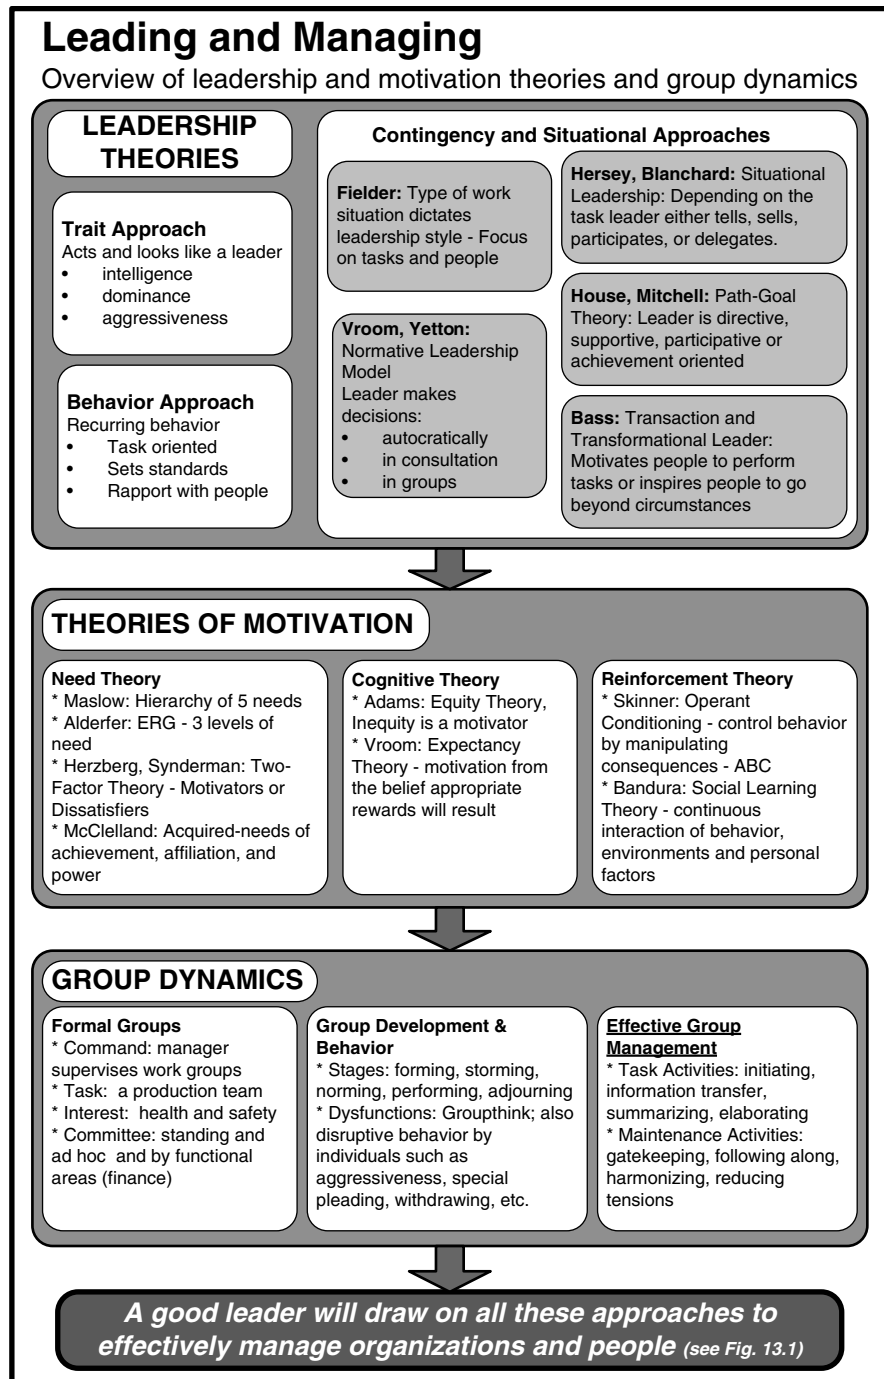 Leading and Managing
Overview of leadership and motivation theories and group dynamics
LEADERSHIP
THEORIES
Trait Approach
Acts and looks like a leader
• intelligence
• dominance
• aggressiveness
Behavior Approach
Recurring behavior
• Task oriented
• Sets standards
• Rapport with people
Contingency and Situational Approaches
Fielder: Type of work
situation dictates
leadership style - Focus
on tasks and people
Vroom, Yetton:
Normative Leadership
Model
Leader makes
decisions:
• autocratically
• in consultation
• in groups
Hersey, Blanchard: Situational
Leadership: Depending on the
task leader either tells, sells,
participates, or delegates.
House, Mitchell: Path-Goal
Theory: Leader is directive,
supportive, participative or
achievement oriented
Bass: Transaction and
Transformational Leader:
Motivates people to perform
tasks or inspires people to go
beyond circumstances
THEORIES OF MOTIVATION
Need Theory
* Maslow: Hierarchy of 5 needs
* Alderfer: ERG - 3 levels of
need
* Herzberg, Synderman: Two-
Factor Theory - Motivators or
Dissatisfiers
* McClelland: Acquired-needs of
achievement, affiliation, and
power
Cognitive Theory
* Adams: Equity Theory,
Inequity is a motivator
* Vroom: Expectancy
Theory - motivation from
the belief appropriate
rewards will result
Reinforcement Theory
* Skinner: Operant
Conditioning - control behavior
by manipulating
consequences - ABC
* Bandura: Social Learning
Theory - continuous
interaction of behavior,
environments and personal
factors
GROUP DYNAMICS
Formal Groups
* Command: manager
supervises work groups
* Task: a production team
* Interest: health and safety
* Committee: standing and
ad hoc and by functional
areas (finance)
Group Development &
Behavior
* Stages: forming, storming,
norming, performing, adjourning
* Dysfunctions: Groupthink; also
disruptive behavior by
individuals such as
aggressiveness, special
pleading, withdrawing, etc.
Effective Group
Management
* Task Activities: initiating,
information transfer,
summarizing, elaborating
* Maintenance Activities:
gatekeeping, following along,
harmonizing, reducing
tensions
A good leader will draw on all these approaches to
effectively manage organizations and people (see Fig. 13.1)